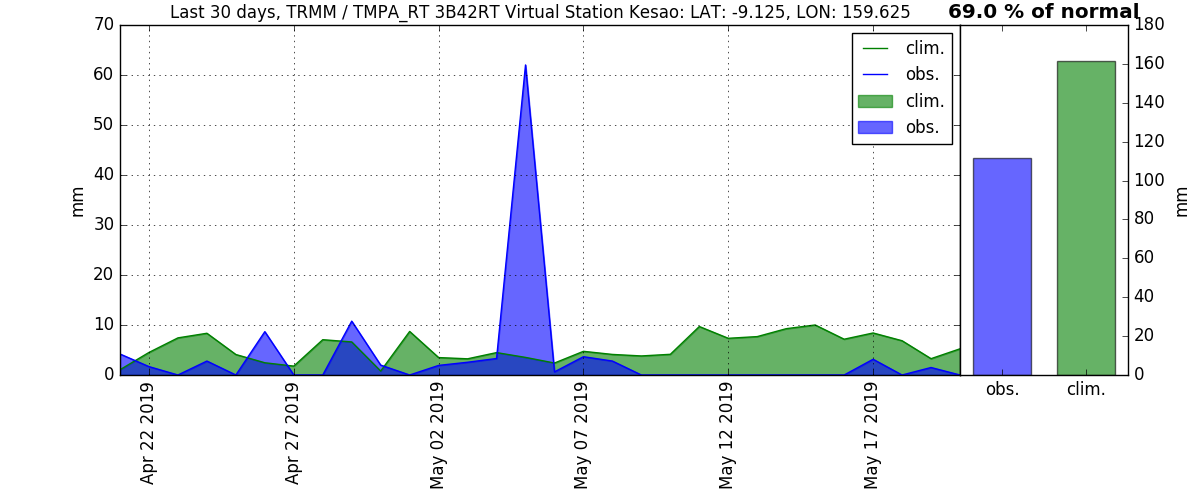 Last 30 days, TRMM / TMPA_RT 3B42RT Virtual Station Kesao: LAT: -9.125, LON: 159.625
69.0 % of normal
70
60
50
40
30
20
10
0
mm
clim.
obs.
clim.
obs.
Apr 22 2019
Apr 27 2019
May 02 2019
May 07 2019
May 12 2019
May 17 2019
180
160
140
120
100
80
60
40
20
0
mm
obs.
clim.